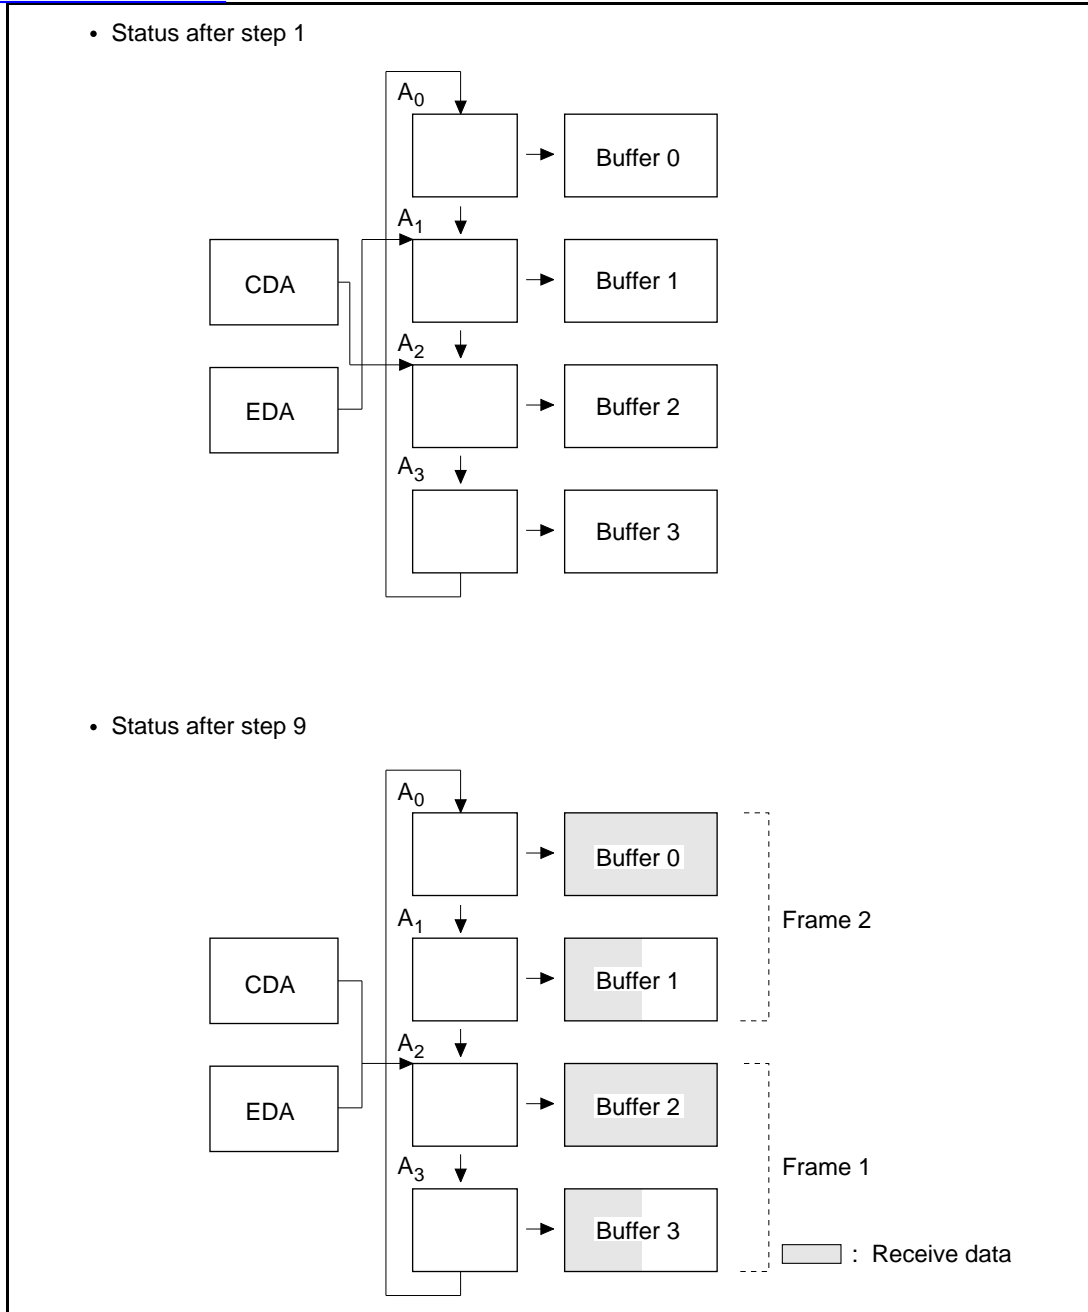 • Status after step 1
A₀
Buffer 0
A₁
CDA
Buffer 1
A₂
EDA
Buffer 2
A₃
Buffer 3
• Status after step 9
A₀
Buffer 0
Frame 2
A₁
CDA
Buffer 1
A₂
EDA
Buffer 2
A₃
Frame 1
Buffer 3
: Receive data